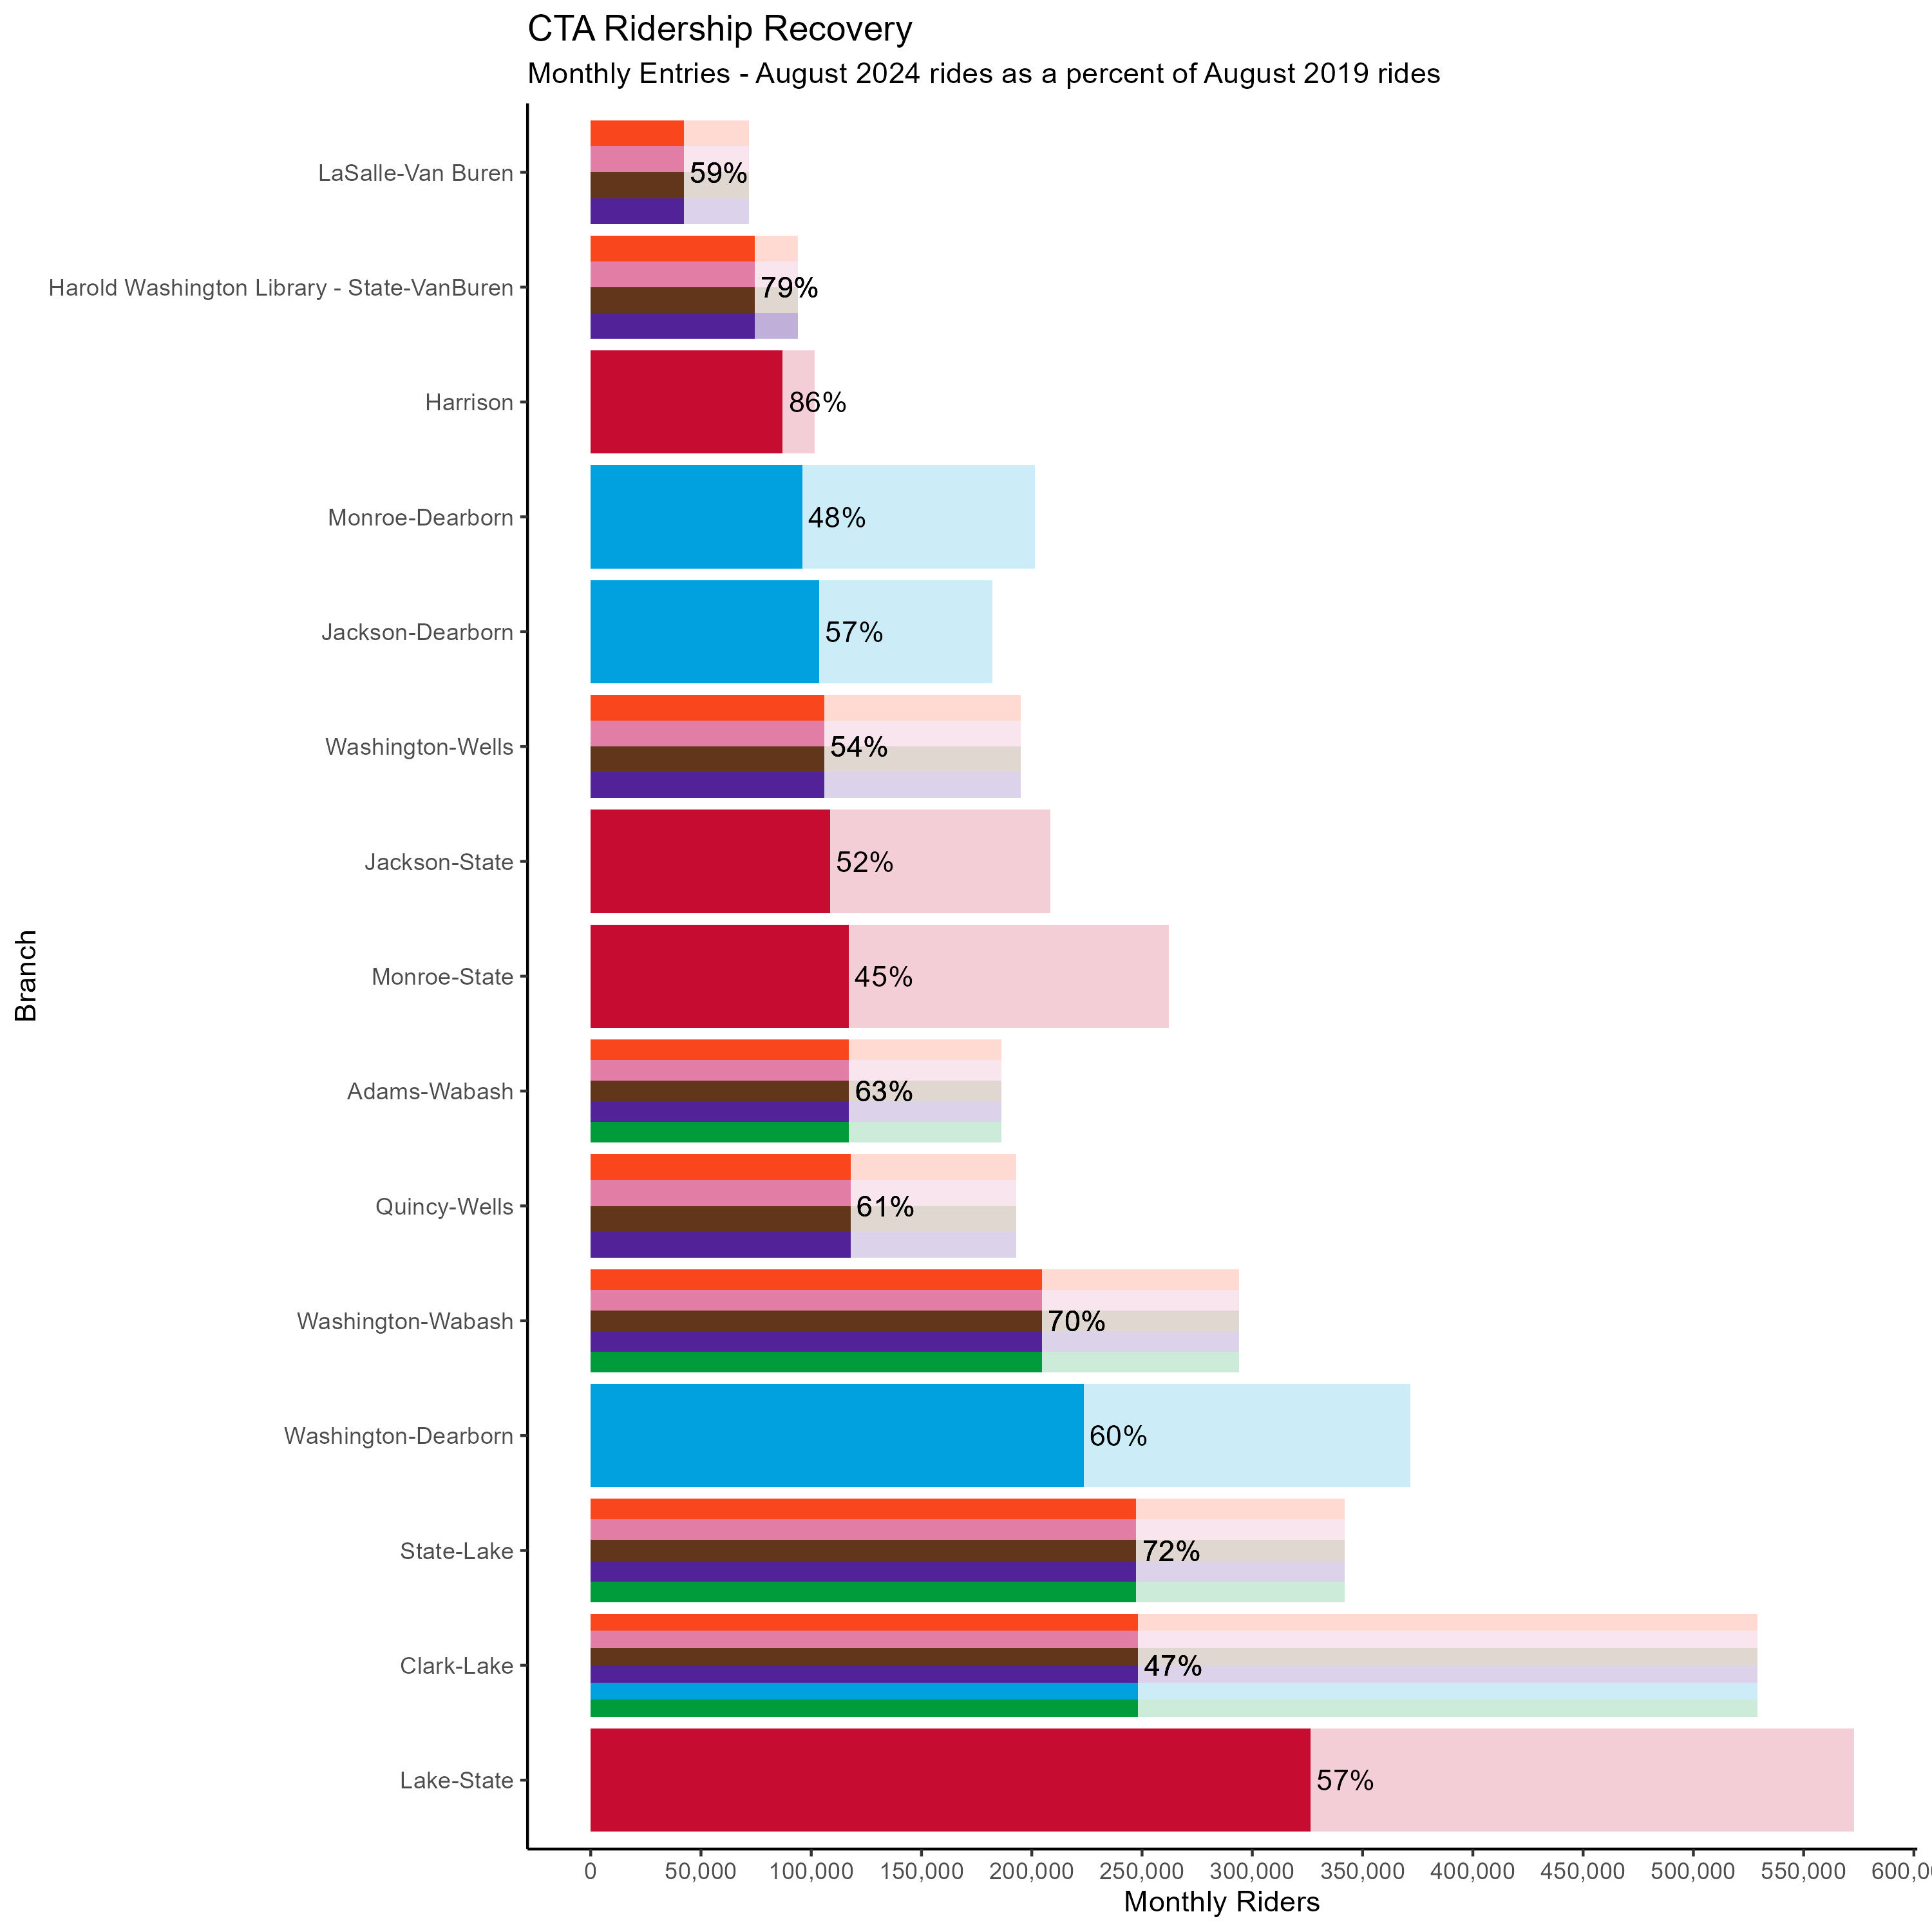 CTA Ridership Recovery
Monthly Entries - August 2024 rides as a percent of August 2019 rides
LaSalle-Van Buren
59%
Harold Washington Library - State-VanBuren
79%
Harrison
86%
Monroe-Dearborn
48%
Jackson-Dearborn
57%
Washington-Wells
54%
Jackson-State
52%
Monroe-State
45%
Adams-Wabash
63%
Quincy-Wells
61%
Washington-Wabash
70%
Washington-Dearborn
60%
State-Lake
72%
Clark-Lake
47%
Lake-State
57%
Branch
0 50,000 100,000 150,000 200,000 250,000 300,000 350,000 400,000 450,000 500,000 550,000
Monthly Riders